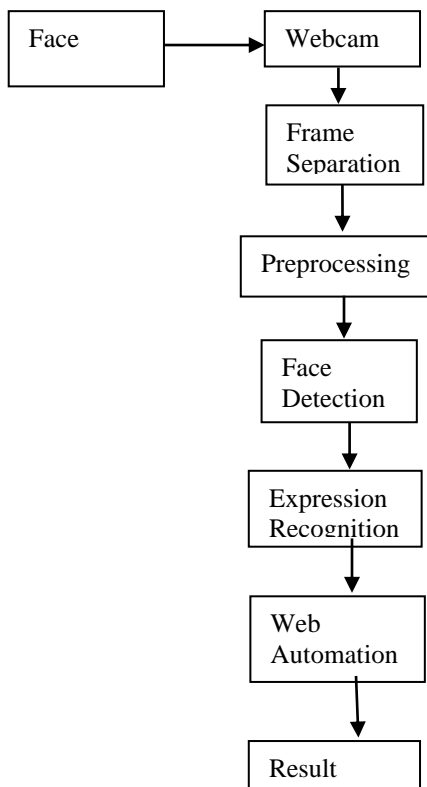 Face
Webcam
Frame
Separation
Preprocessing
Face
Detection
Expression
Recognition
Web
Automation
Result